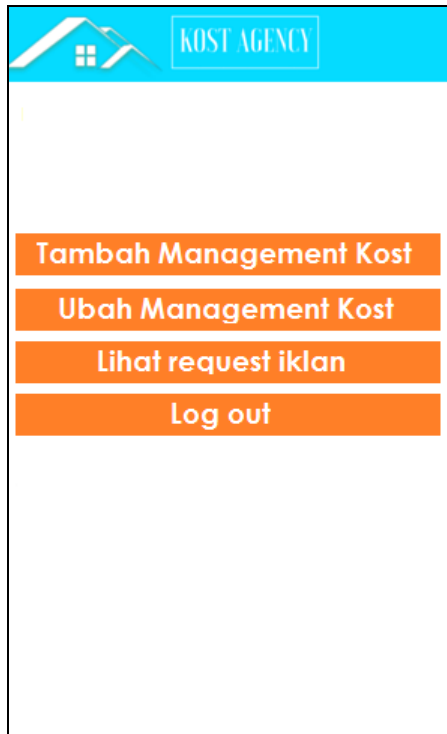 KOST AGENCY
Tambah Management Kost
Ubah Management Kost
Lihat request iklan
Log out